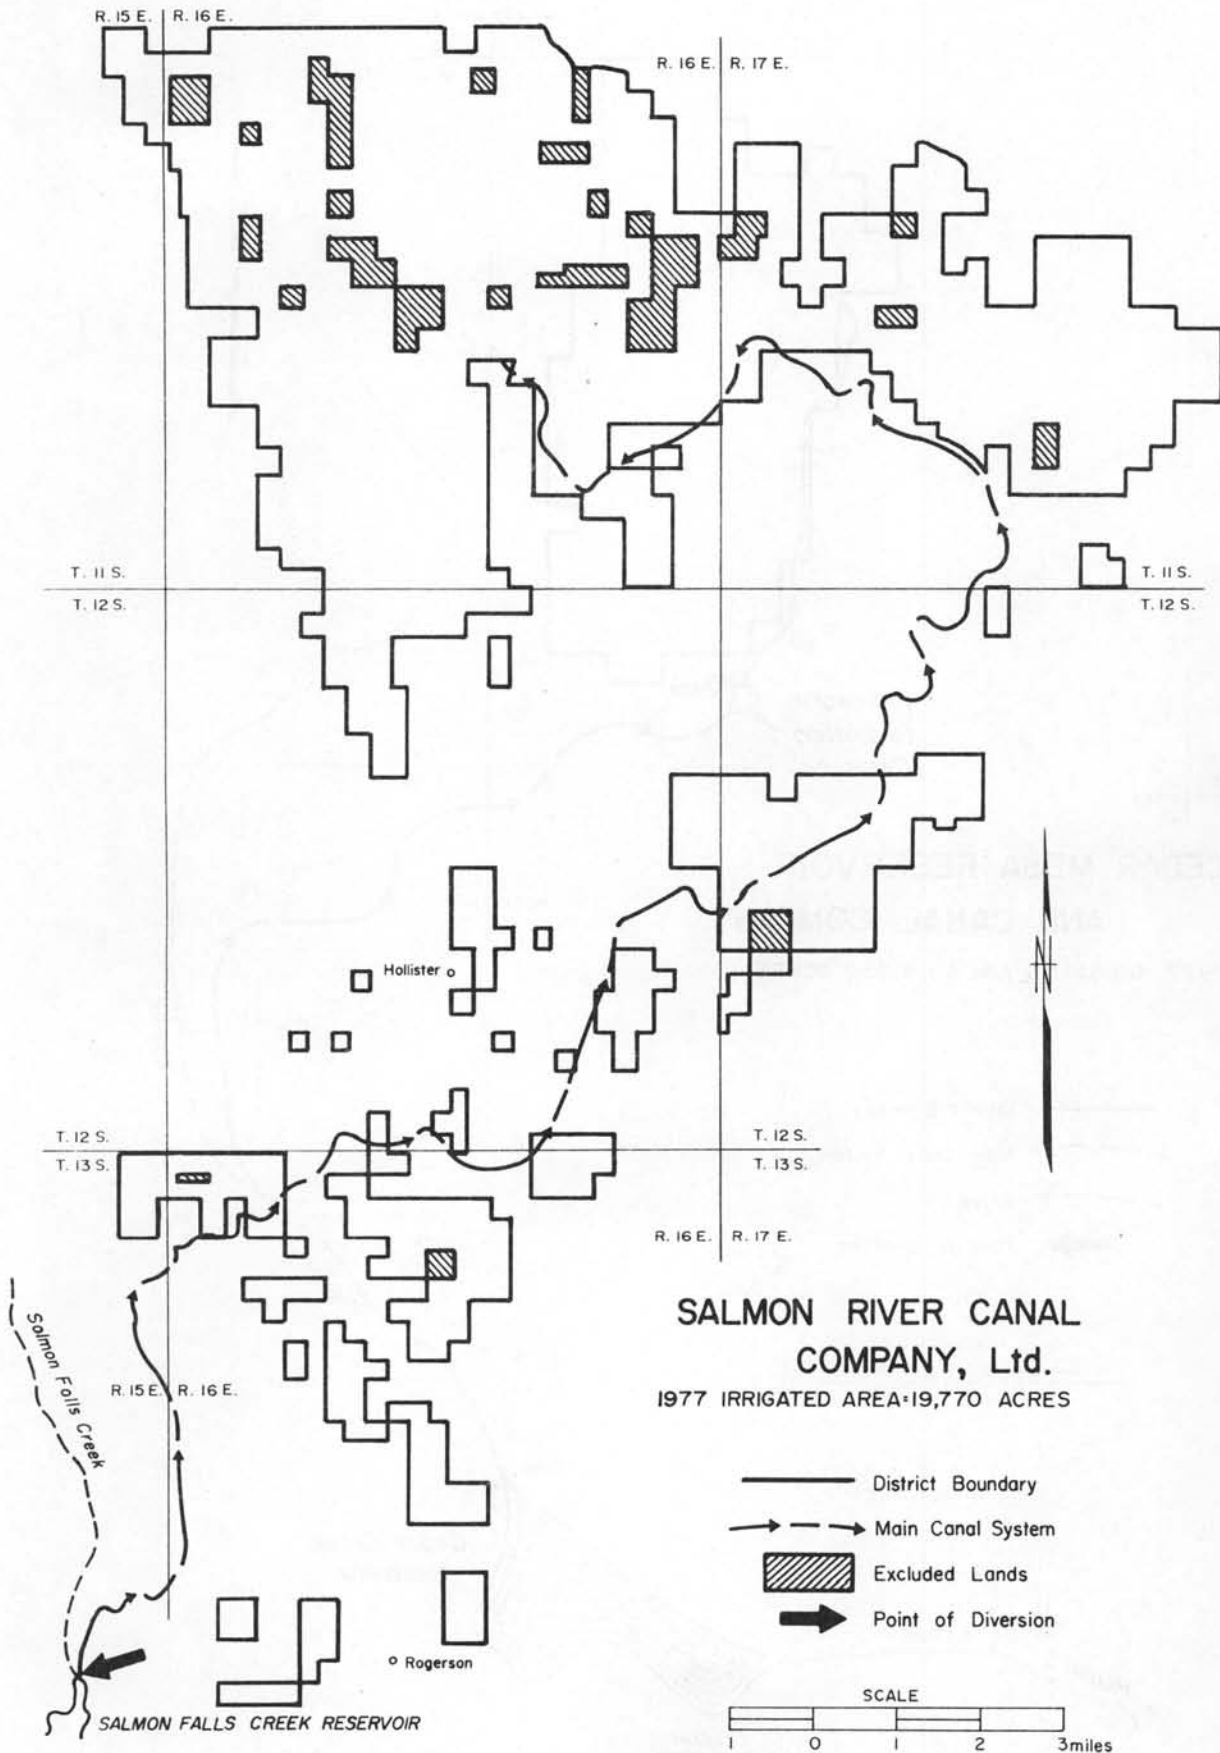 R. 15 E. R. 16 E.
R. 16 E. R. 17 E.
T. 11 S.
T. 12 S.
T. 11 S.
T. 12 S.
Hollister
T. 12 S.
T. 13 S.
T. 12 S.
T. 13 S.
R. 16 E. R. 17 E.
Salmon Falls Creek
R. 15 E. R. 16 E.
SALMON RIVER CANAL
COMPANY, Ltd.
1977 IRRIGATED AREA=19,770 ACRES
District Boundary
Main Canal System
Excluded Lands
Point of Diversion
Rogerson
SALMON FALLS CREEK RESERVOIR
SCALE
1 0 1 2 3 miles
N